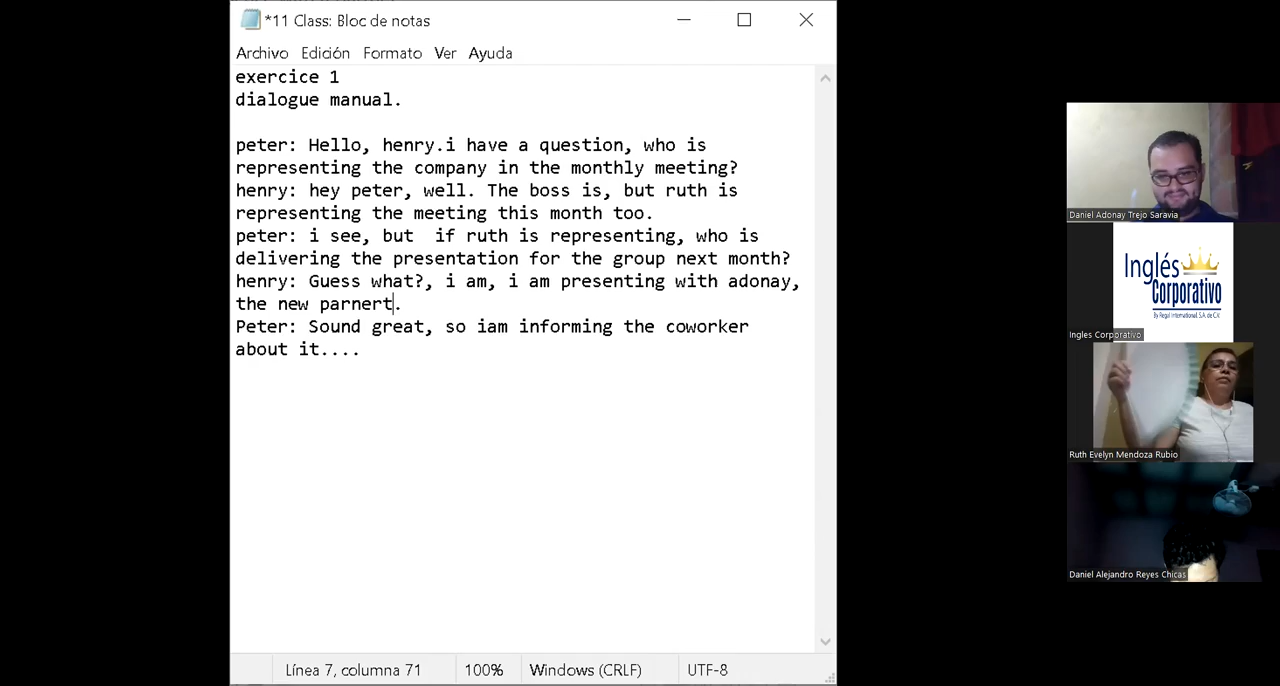 *11 Class: Bloc de notas
Archivo Edición Formato Ver Ayuda
exercice 1
dialogue manual.
peter: Hello, henry.i have a question, who is
representing the company in the monthly meeting?
henry: hey peter, well. The boss is, but ruth is
representing the meeting this month too.
peter: i see, but  if ruth is representing, who is
delivering the presentation for the group next month?
henry: Guess what?, i am, i am presenting with adonay,
the new parnert.
Peter: Sound great, so iam informing the coworker
about it....
Línea 7, columna 71 100% Windows (CRLF) UTF-8
Daniel Adonay Trejo Saravia
Inglés
Corporativo
By Regal International, S.A. de C.V.
Ingles Corporativo
Ruth Evelyn Mendoza Rubio
Daniel Alejandro Reyes Chicas